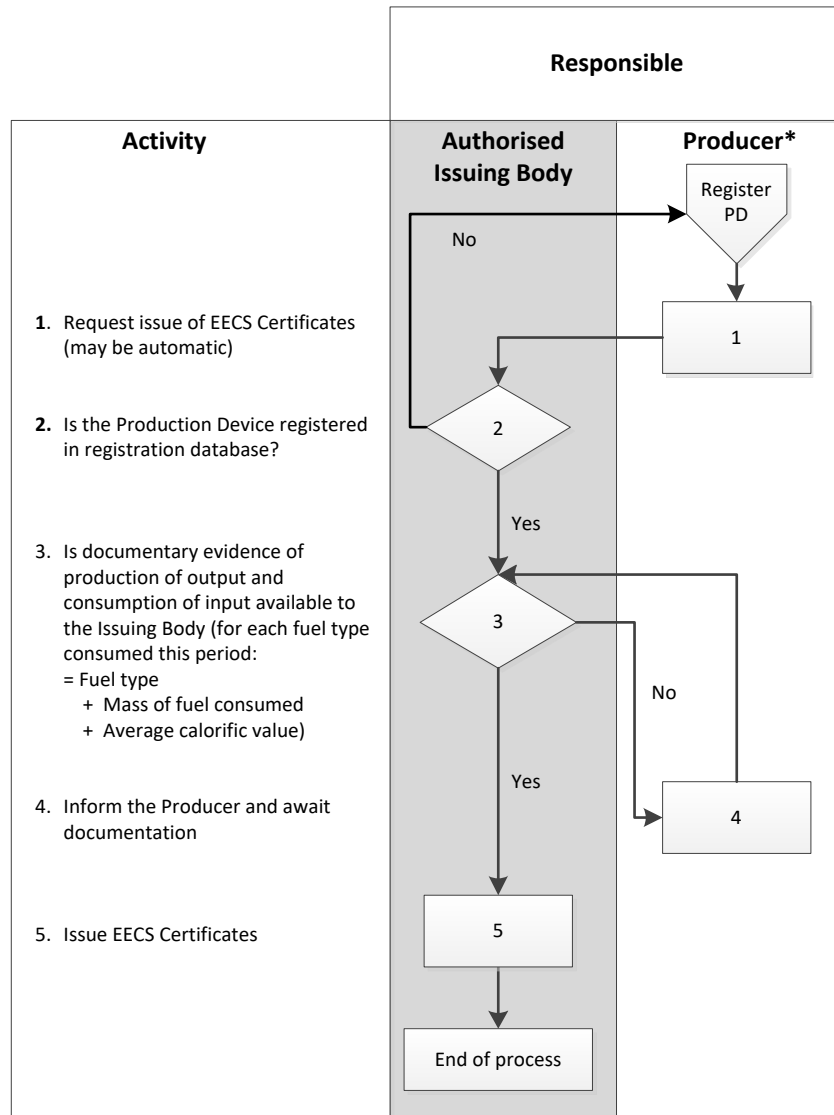 Responsible
Activity
Authorised
Issuing Body
Producer*
Register
PD
No
1. Request issue of EECS Certificates
(may be automatic)
1
2. Is the Production Device registered
in registration database?
2
Yes
3. Is documentary evidence of
production of output and
consumption of input available to
the Issuing Body (for each fuel type
consumed this period:
= Fuel type
+ Mass of fuel consumed
+ Average calorific value)
3
No
Yes
4. Inform the Producer and await
documentation
4
5. Issue EECS Certificates
5
End of process